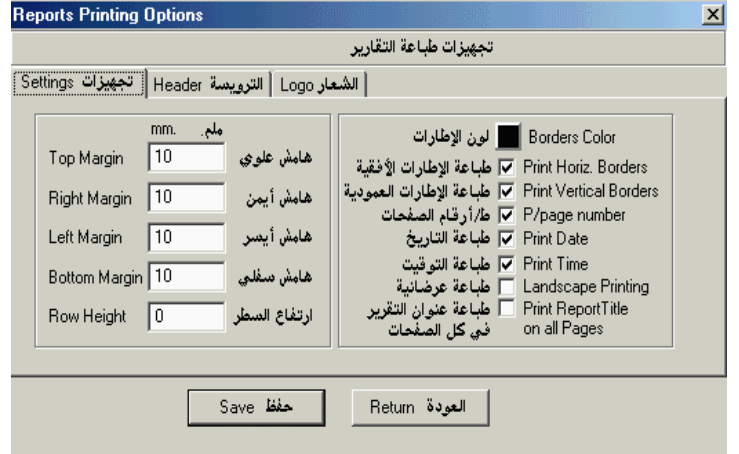 Reports Printing Options
تجهيزات طباعة التقارير
Settings تجهيزات
Header الترويسة
Logo الشعار
mm. ملم.
Top Margin 10 هامش علوي
Right Margin 10 هامش أيمن
Left Margin 10 هامش أيسر
Bottom Margin 10 هامش سفلي
Row Height 0 ارتفاع السطر
لون الإطارات Borders Color
طباعة الإطارات الأفقية Print Horiz. Borders
طباعة الإطارات العمودية Print Vertical Borders
ط/أرقام الصفحات P/page number
طباعة التاريخ Print Date
طباعة التوقيت Print Time
طباعة عرضانية Landscape Printing
طباعة عنوان التقرير Print ReportTitle
في كل الصفحات on all Pages
Save حفظ
Return العودة